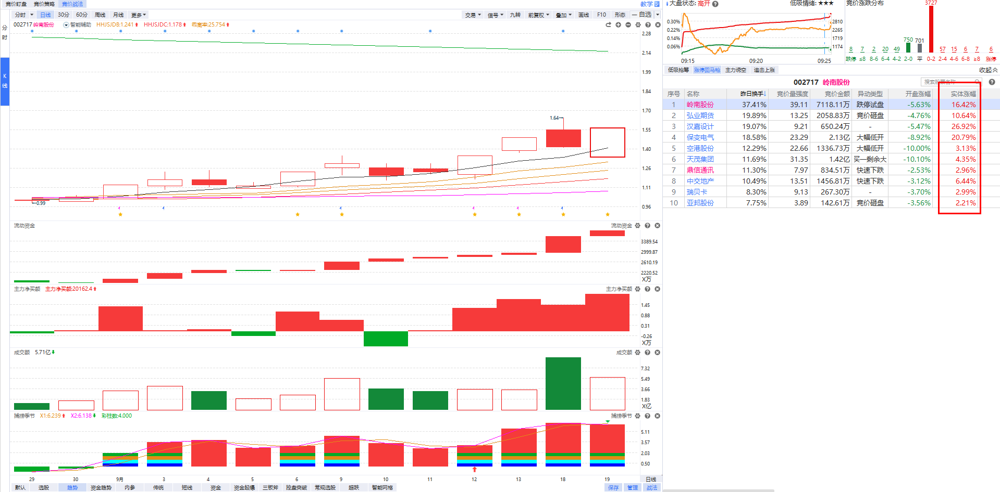 竞价盯盘 竞价策略 竞价战法 教学
分时 日线 30分 60分 周线 月线 更多 交易 信号 九转 前复权 叠加 画线 F10 形态 一 自选
分时
K线
002717 岭南股份 智能辅助 HHJSJDB:1.241 HHJSJDC:1.178 乖离率:25.754
2.28
2.14
1.99
1.84
1.70
1.55
1.40
1.26
1.11
0.96
1.64
0.99
流动资金 流动资金
3389.54
2999.87
2610.19
2220.52
X万
主力净买额 主力净买额:20162.4 主力净买额
1.45
0.88
0.31
-0.26
X万
成交额 5.71亿 成交额
7.32
5.49
3.66
1.83
X亿
捕捞季节 X1:6.239 X2:6.138 彩柱数:4.000 捕捞季节
5.11
3.57
2.03
0.50
29 30 9月 3 4 5 6 9 10 11 12 13 18 19 日线
默认 选股 趋势 资金趋势 内参 传统 短线 资金 资金起爆 三板斧 控盘突破 常规选股 超跌 智能网格 保存 管理 战法
大盘状态: 高开 低吸情绪: ★★★
0.30% 2810
0.22% 2265
0.14% 1719
0.06% 1174
09:15 09:20 09:25
竞价涨跌分布
8 7 2 20 49 750 701 3727 57 15 6 7 6
跌停 ≤8 8-6 6-4 4-2 2-0 平 0-2 2-4 4-6 6-8 ≥8 涨停
低吸抢筹 涨停回马枪 主力诱空 追击上涨
收起
002717 岭南股份 搜索股票名称
序号 名称 昨日换手↓ 竞价量强度 竞价金额 异动类型 开盘涨幅 实体涨幅
1 岭南股份 37.41% 39.11 7118.11万 跌停试盘 -5.63% 16.42%
2 弘业期货 19.89% 13.25 2058.83万 竞价砸盘 -4.76% 10.64%
3 汉嘉设计 19.07% 9.21 650.24万 - -5.47% 26.92%
4 保变电气 18.58% 23.29 2.13亿 大幅低开 -8.92% 20.79%
5 空港股份 12.29% 22.66 1336.73万 大幅低开 -10.00% 3.13%
6 天茂集团 11.69% 31.35 1.42亿 买一剩余大 -10.10% 4.35%
7 鼎信通讯 11.30% 7.97 834.51万 快速下跌 -2.53% 2.96%
8 中交地产 10.49% 13.51 1456.81万 快速下跌 -3.12% 6.44%
9 瑞贝卡 8.30% 9.13 267.30万 - -3.70% 2.99%
10 亚邦股份 7.75% 3.89 142.61万 竞价砸盘 -3.56% 2.21%